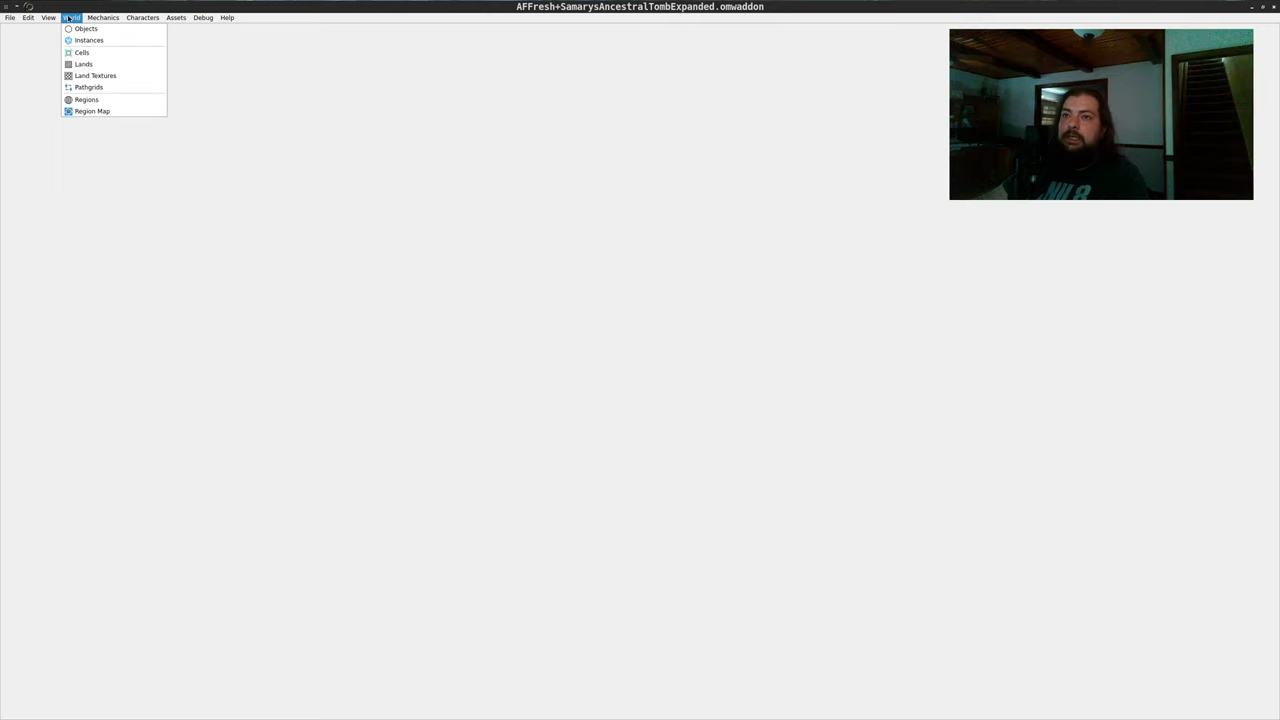 AFFresh+SamarysAncestralTombExpanded.omwaddon
File Edit View World Mechanics Characters Assets Debug Help
Objects
Instances
Cells
Lands
Land Textures
Pathgrids
Regions
Region Map